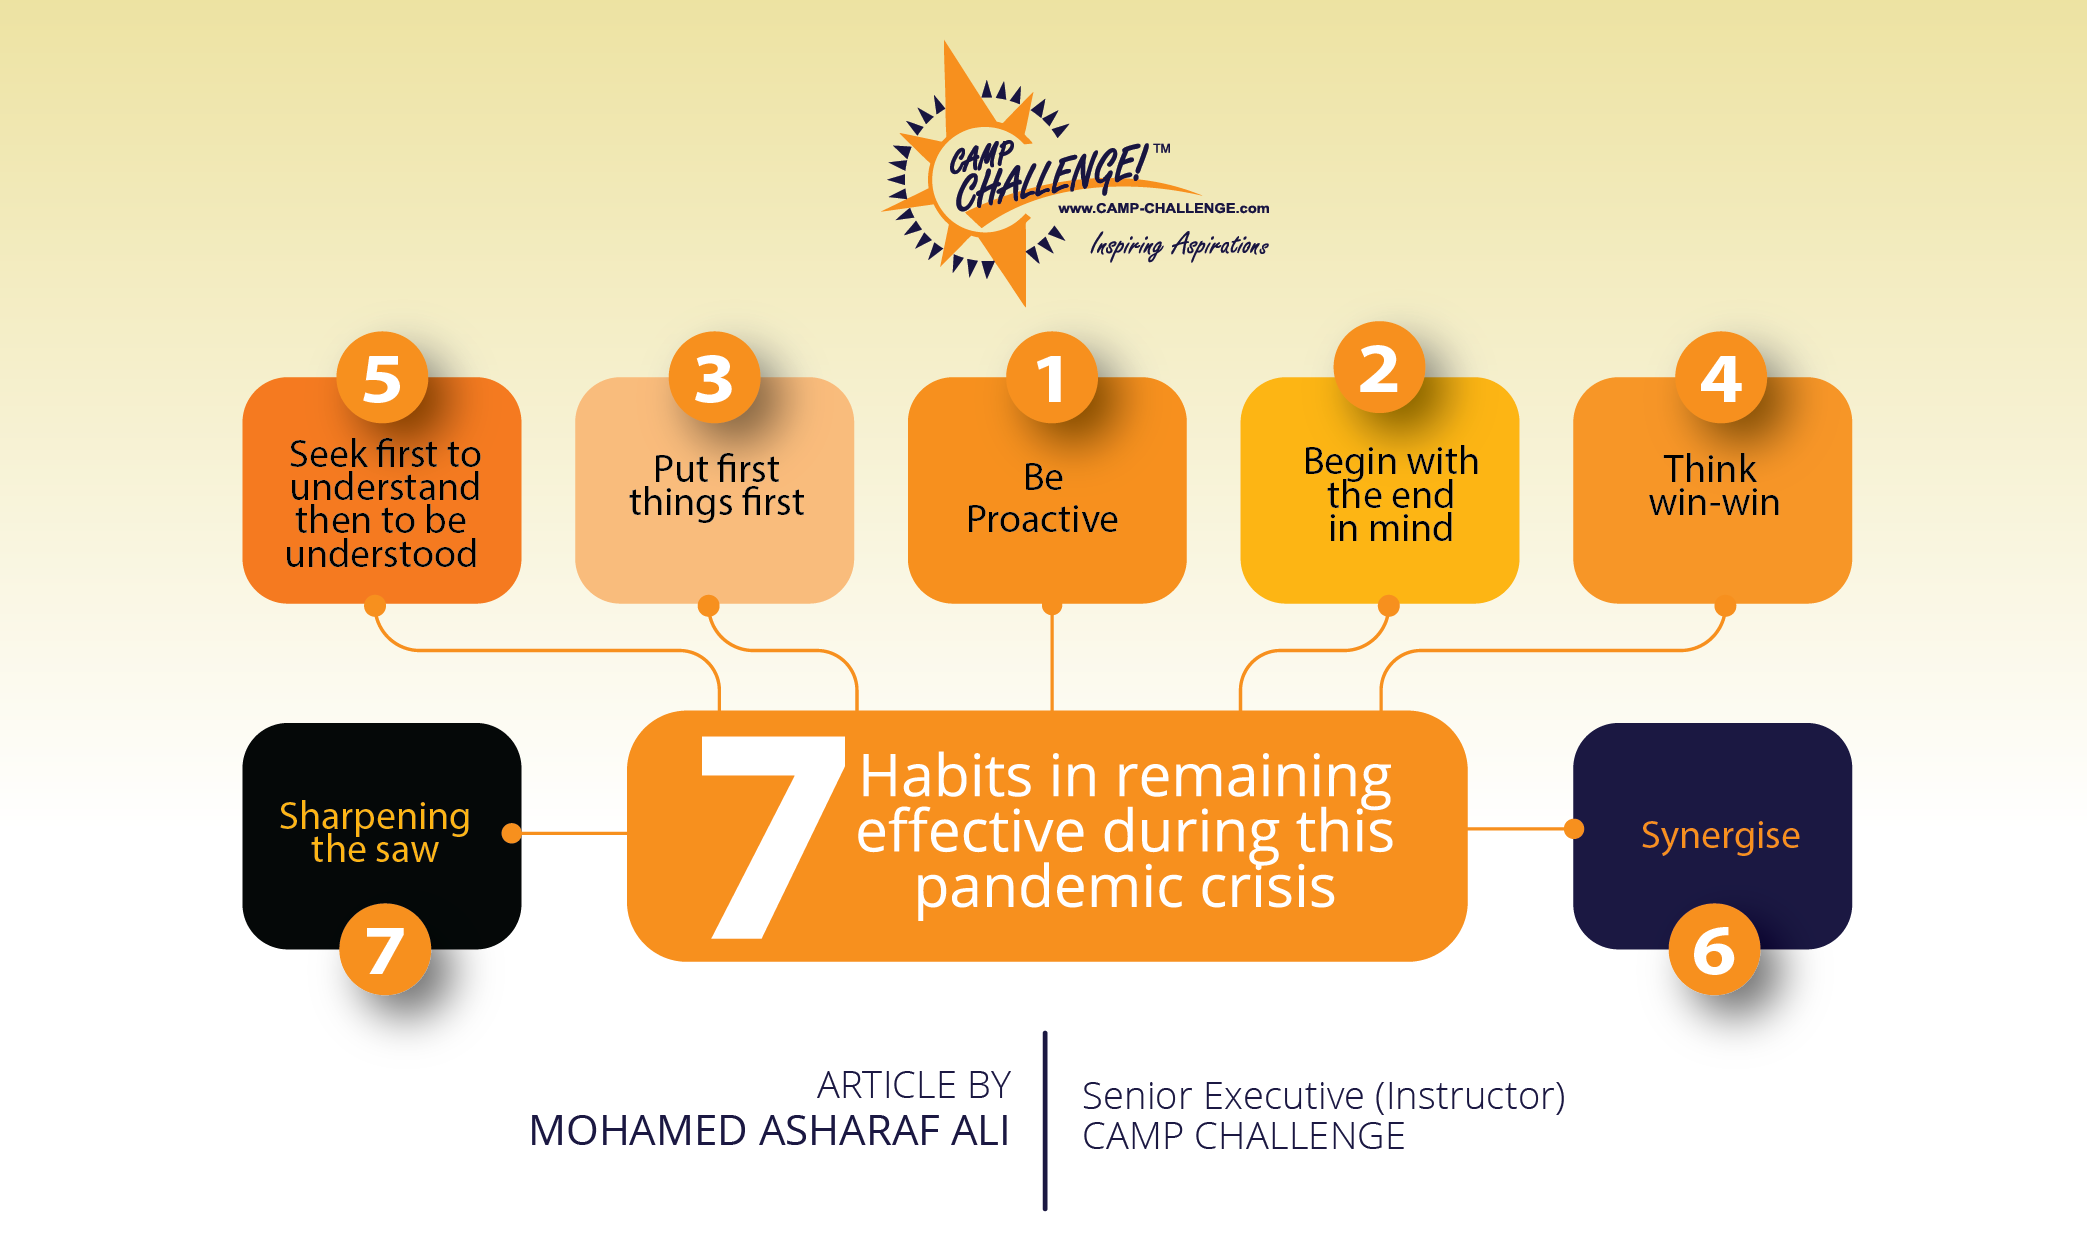 CAMP
CHALLENGE!™
www.CAMP-CHALLENGE.com
Inspiring Aspirations
5
Seek first to
understand
then to be
understood
3
Put first
things first
1
Be
Proactive
2
Begin with
the end
in mind
4
Think
win-win
Sharpening
the saw
7
7
Habits in remaining
effective during this
pandemic crisis
Synergise
6
ARTICLE BY
MOHAMED ASHARAF ALI
Senior Executive (Instructor)
CAMP CHALLENGE